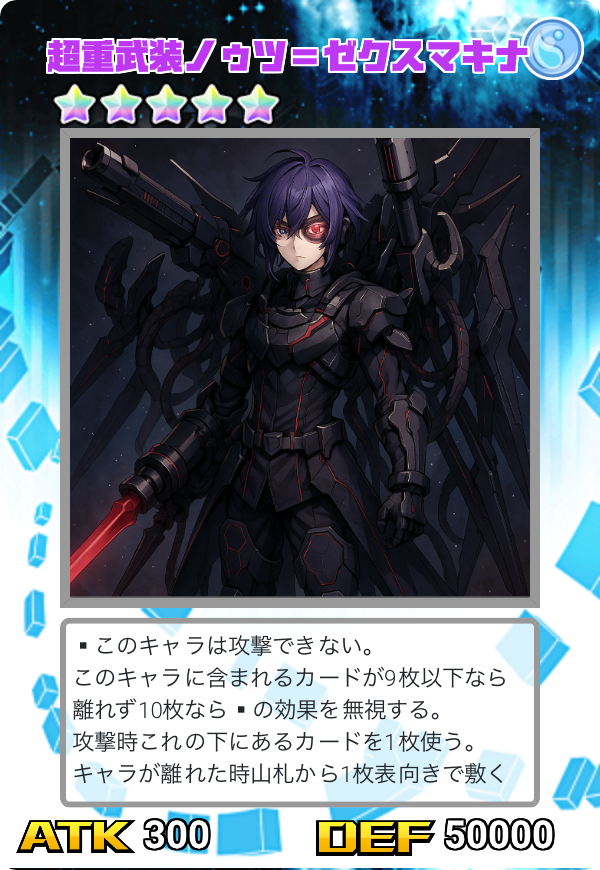 超重武装ノゥツ＝ゼクスマキナ
▪このキャラは攻撃できない。
このキャラに含まれるカードが9枚以下なら
離れず10枚なら▪の効果を無視する。
攻撃時これの下にあるカードを1枚使う。
キャラが離れた時山札から1枚表向きで敷く
ATK 300 DEF 50000